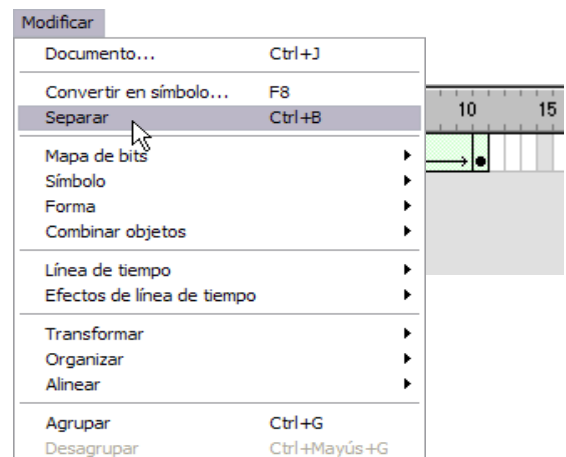 Modificar
Documento... Ctrl+J
Convertir en símbolo... F8
Separar Ctrl+B
10 15
Mapa de bits
Símbolo
Forma
Combinar objetos
Línea de tiempo
Efectos de línea de tiempo
Transformar
Organizar
Alinear
Agrupar Ctrl+G
Desagrupar Ctrl+Mayús+G